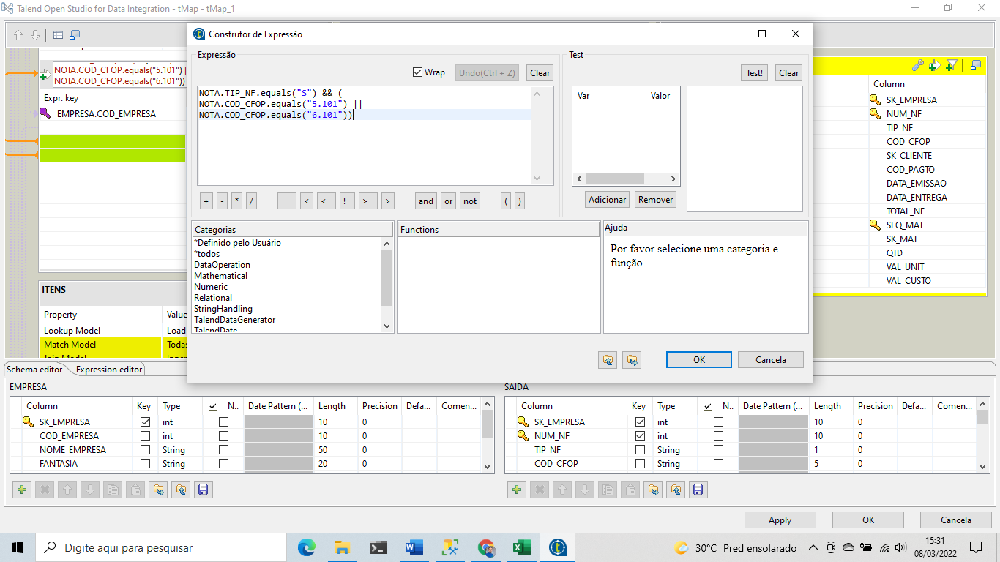 Talend Open Studio for Data Integration - tMap - tMap_1
NOTA.COD_CFOP.equals("5.101") |
NOTA.COD_CFOP.equals("6.101"))
Expr. key
EMPRESA.COD_EMPRESA
ITENS
Property Value
Lookup Model Load
Match Model Todas
Construtor de Expressão
Expressão
Wrap Undo(Ctrl + Z) Clear
NOTA.TIP_NF.equals("S") && (
NOTA.COD_CFOP.equals("5.101") ||
NOTA.COD_CFOP.equals("6.101"))
+ - * / == < <= != >= > and or not ( )
Test
Test! Clear
Var Valor
Adicionar Remover
Categorias
*Definido pelo Usuário
*todos
DataOperation
Mathematical
Numeric
Relational
StringHandling
TalendDataGenerator
TalendDate
Functions
Ajuda
Por favor selecione uma categoria e
função
OK Cancela
Column
SK_EMPRESA
NUM_NF
TIP_NF
COD_CFOP
SK_CLIENTE
COD_PAGTO
DATA_EMISSAO
DATA_ENTREGA
TOTAL_NF
SEQ_MAT
SK_MAT
QTD
VAL_UNIT
VAL_CUSTO
Schema editor Expression editor
EMPRESA
Column Key Type N.. Date Pattern (... Length Precision Defa... Comen...
SK_EMPRESA int 10 0
COD_EMPRESA int 10 0
NOME_EMPRESA String 50 0
FANTASIA String 20 0
SAIDA
Column Key Type N.. Date Pattern (... Length Precision Defa... Comen...
SK_EMPRESA int 10 0
NUM_NF int 10 0
TIP_NF String 1 0
COD_CFOP String 5 0
Apply OK Cancela
Digite aqui para pesquisar
30°C Pred ensolarado
15:31
08/03/2022